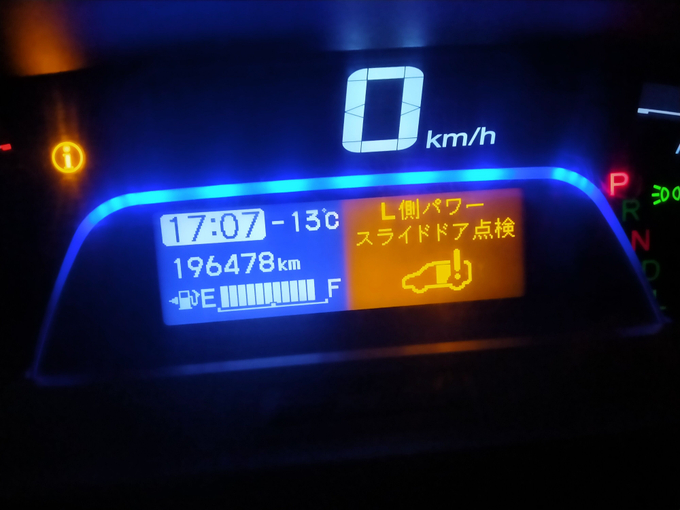 0 km/h
17:07 -13°C
196478km
E F
L側パワー
スライドドア点検
P
R
N
D